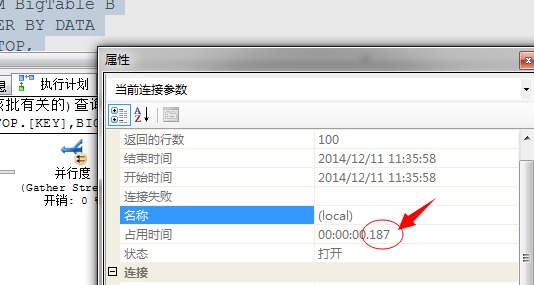 M BigTable B
ER BY DATA
TOP,
属性
当前连接参数
息
执行计划
该批有关的) 查询
TOP.[KEY],BIG
并行度
(Gather Stre
开销: 0 %
A
Z
返回的行数 100
结束时间 2014/12/11 11:35:58
开始时间 2014/12/11 11:35:58
连接失败
名称 (local)
占用时间 00:00:00.187
状态 打开
连接